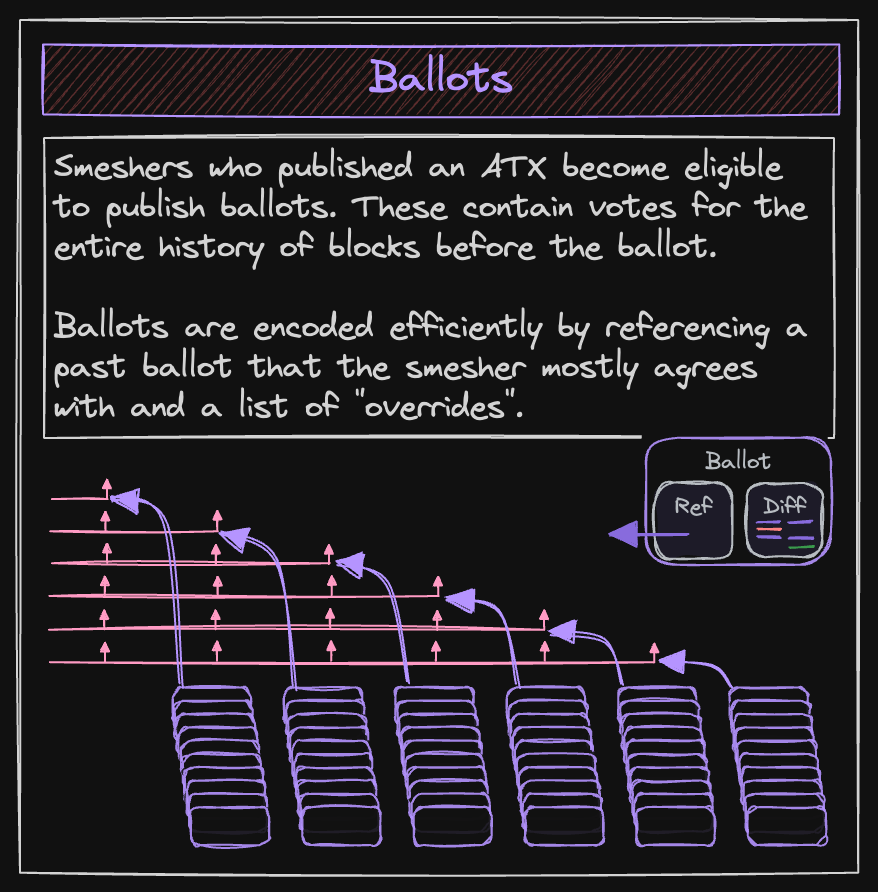 Ballots
Smeshers who published an ATX become eligible
to publish ballots. These contain votes for the
entire history of blocks before the ballot.
Ballots are encoded efficiently by referencing a
past ballot that the smesher mostly agrees
with and a list of "overrides".
Ballot
Ref
Diff